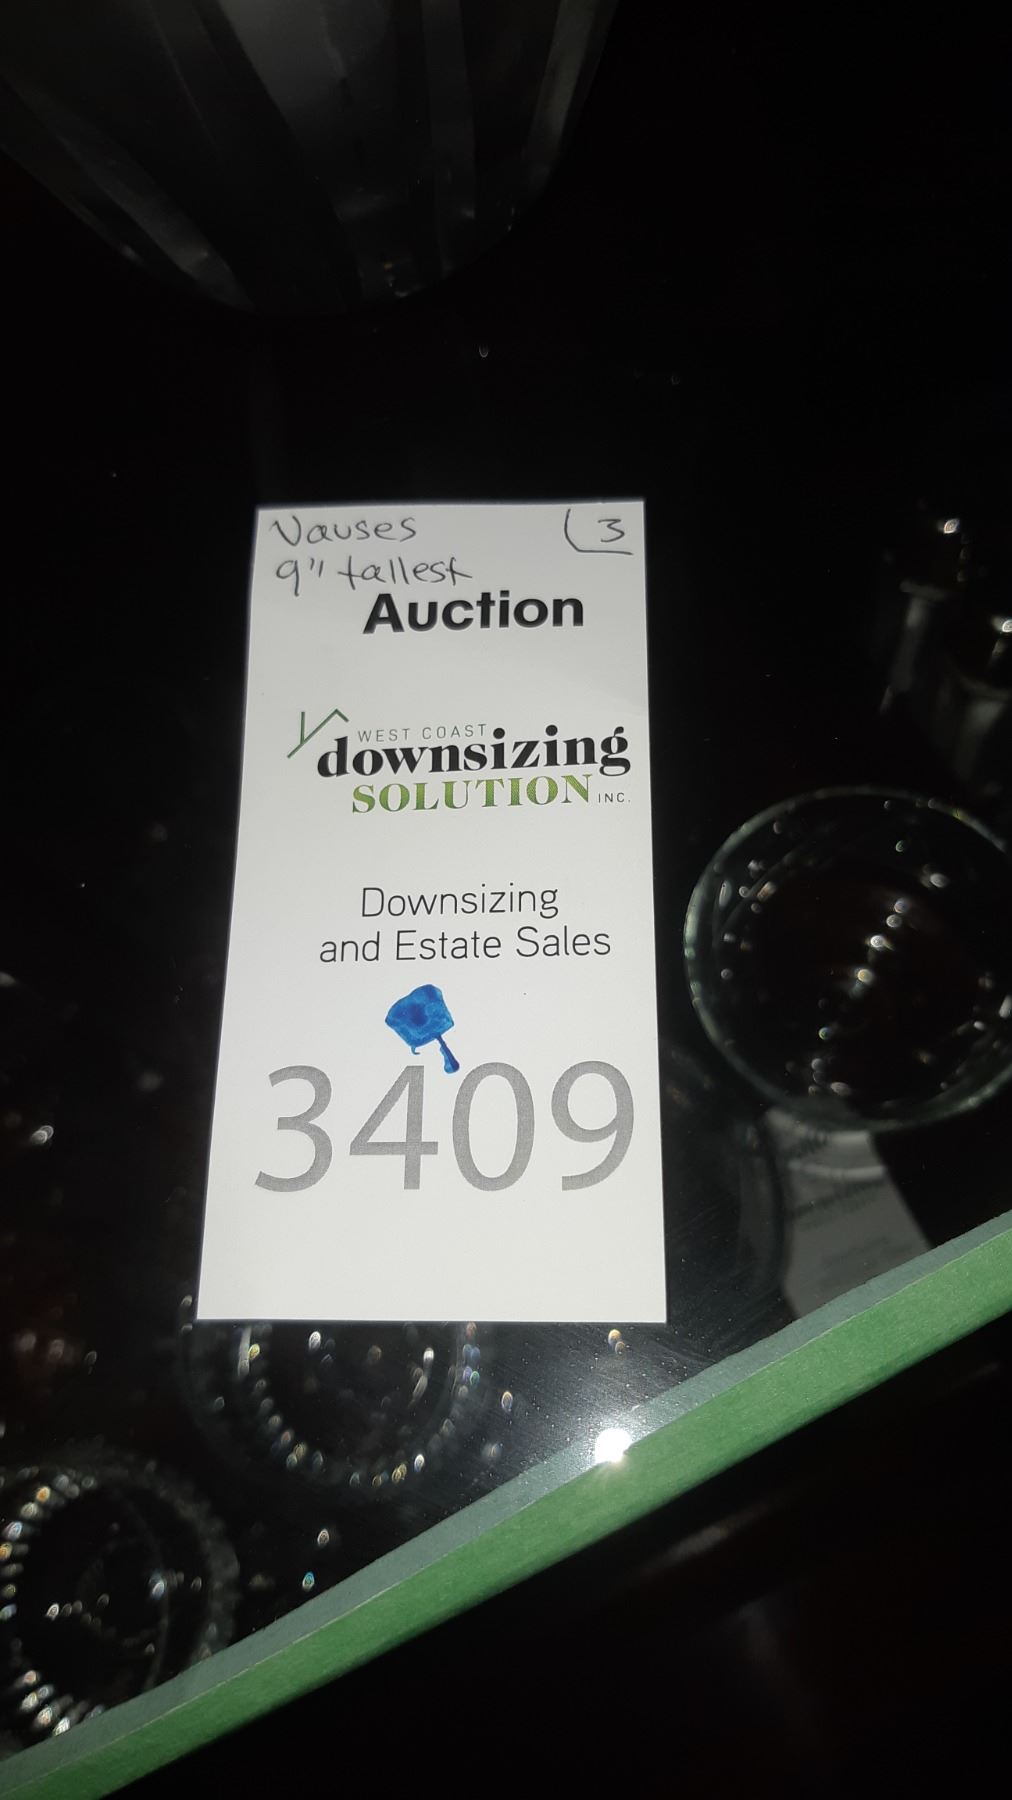 Vauses 3
9" tallest
Auction
WEST COAST
downsizing
SOLUTION INC.
Downsizing
and Estate Sales
3409